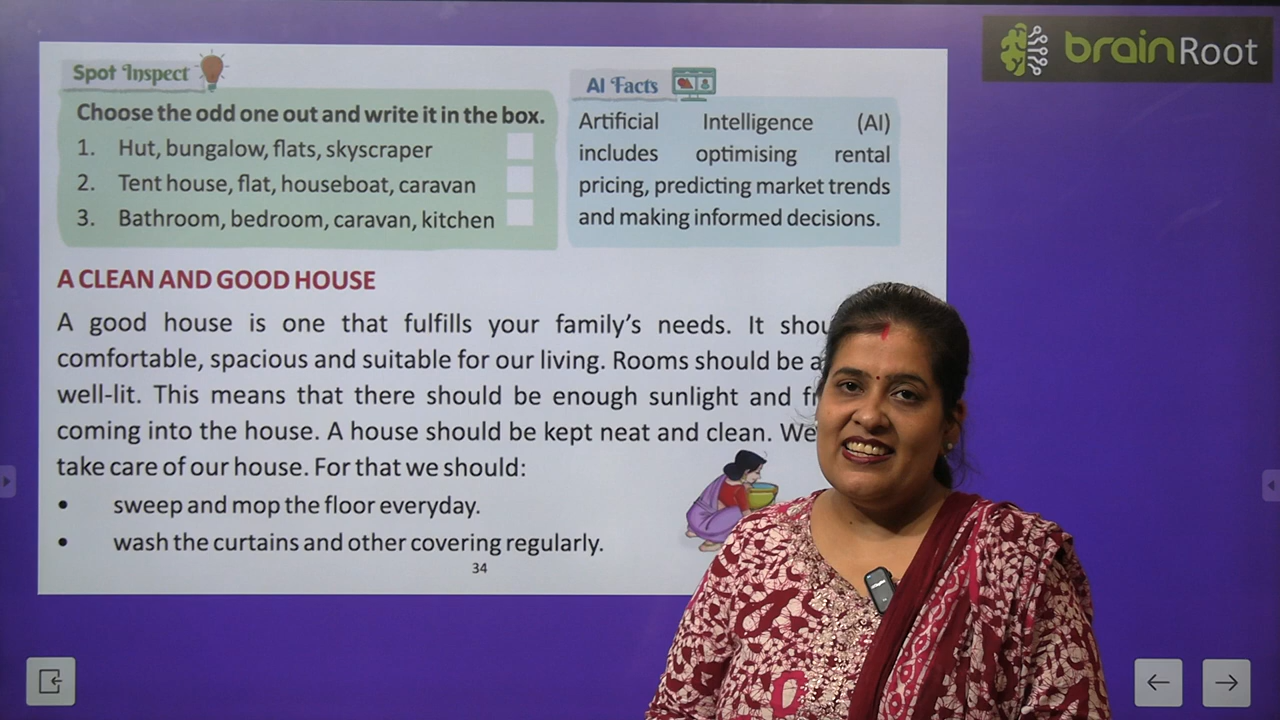 brainRoot
Spot Inspect
Choose the odd one out and write it in the box.
1. Hut, bungalow, flats, skyscraper
2. Tent house, flat, houseboat, caravan
3. Bathroom, bedroom, caravan, kitchen
AI Facts
Artificial Intelligence (AI)
includes optimising rental
pricing, predicting market trends
and making informed decisions.
A CLEAN AND GOOD HOUSE
A good house is one that fulfills your family's needs. It
comfortable, spacious and suitable for our living. Rooms should be
well-lit. This means that there should be enough sunlight and
coming into the house. A house should be kept neat and clean. We
take care of our house. For that we should:
• sweep and mop the floor everyday.
• wash the curtains and other covering regularly.
34